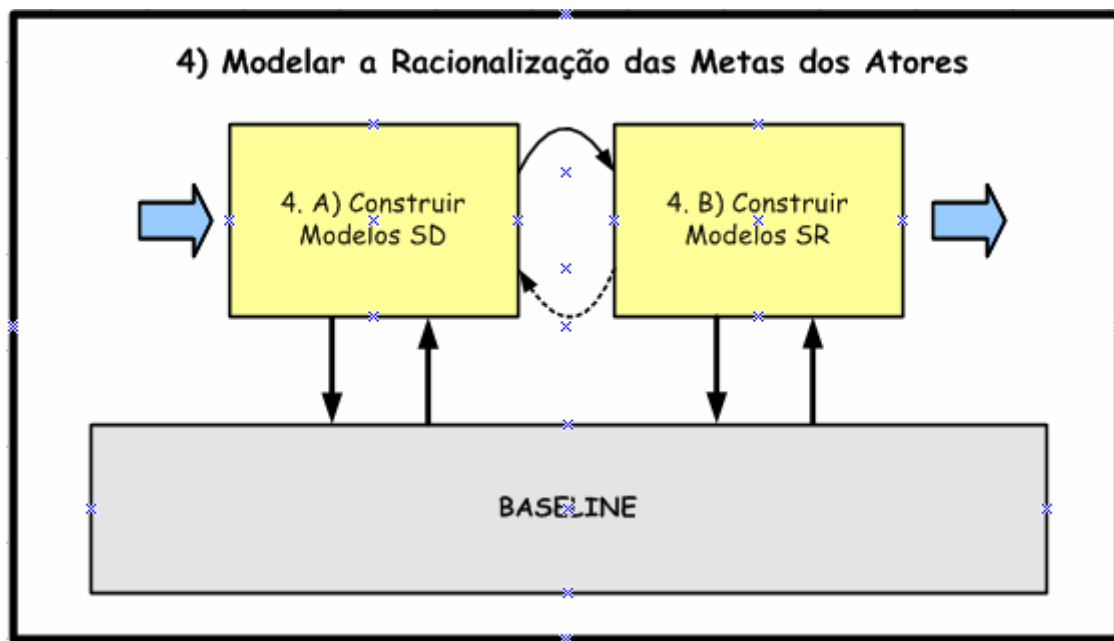 4) Modelar a Racionalização das Metas dos Atores
4. A) Construir
Modelos SD
4. B) Construir
Modelos SR
BASELINE